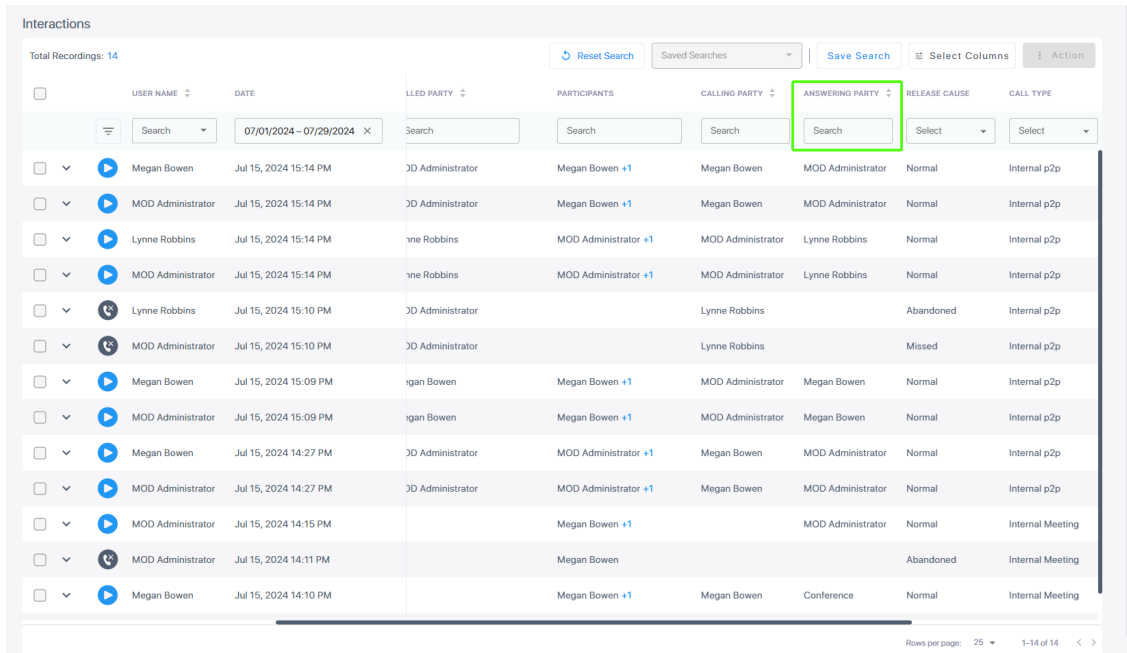 Interactions
Total Recordings: 14 Reset Search Saved Searches Save Search Select Columns Action
USER NAME DATE LLED PARTY PARTICIPANTS CALLING PARTY ANSWERING PARTY RELEASE CAUSE CALL TYPE
Search 07/01/2024 – 07/29/2024 Search Search Search Search Select Select
Megan Bowen Jul 15, 2024 15:14 PM OD Administrator Megan Bowen +1 Megan Bowen MOD Administrator Normal Internal p2p
MOD Administrator Jul 15, 2024 15:14 PM OD Administrator Megan Bowen +1 Megan Bowen MOD Administrator Normal Internal p2p
Lynne Robbins Jul 15, 2024 15:14 PM nne Robbins MOD Administrator +1 MOD Administrator Lynne Robbins Normal Internal p2p
MOD Administrator Jul 15, 2024 15:14 PM nne Robbins MOD Administrator +1 MOD Administrator Lynne Robbins Normal Internal p2p
Lynne Robbins Jul 15, 2024 15:10 PM OD Administrator Lynne Robbins Abandoned Internal p2p
MOD Administrator Jul 15, 2024 15:10 PM OD Administrator Lynne Robbins Missed Internal p2p
Megan Bowen Jul 15, 2024 15:09 PM egan Bowen Megan Bowen +1 MOD Administrator Megan Bowen Normal Internal p2p
MOD Administrator Jul 15, 2024 15:09 PM egan Bowen Megan Bowen +1 MOD Administrator Megan Bowen Normal Internal p2p
Megan Bowen Jul 15, 2024 14:27 PM OD Administrator MOD Administrator +1 Megan Bowen MOD Administrator Normal Internal p2p
MOD Administrator Jul 15, 2024 14:27 PM OD Administrator MOD Administrator +1 Megan Bowen MOD Administrator Normal Internal p2p
MOD Administrator Jul 15, 2024 14:15 PM Megan Bowen +1 MOD Administrator Normal Internal Meeting
MOD Administrator Jul 15, 2024 14:11 PM Megan Bowen Abandoned Internal Meeting
Megan Bowen Jul 15, 2024 14:10 PM Megan Bowen +1 Megan Bowen Conference Normal Internal Meeting
Rows per page: 25 1–14 of 14